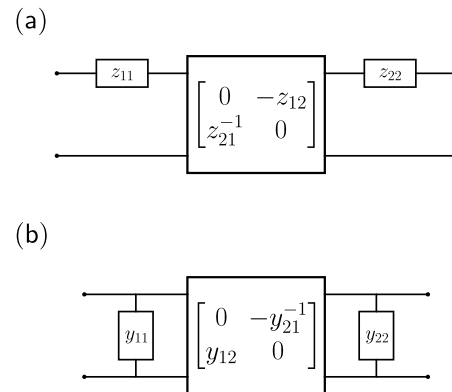 (a)
z₁₁
[0 −z₁₂
z₂₁⁻¹ 0]
z₂₂
(b)
y₁₁
[0 −y₂₁⁻¹
y₁₂ 0]
y₂₂